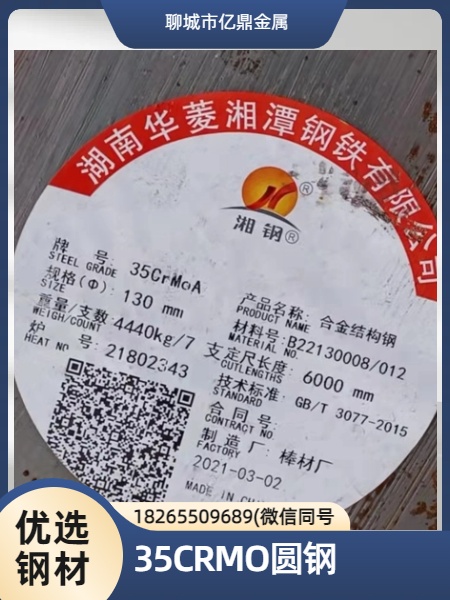 聊城市亿鼎金属
湖南华菱湘潭钢铁有限公司
湘钢®
牌 号: 35CrMoA
STEEL GRADE
规格(Φ): 130 mm
SIZE
重量/支数: 4440kg/7
WEIGH/COUNT
炉 号: 21802343
HEAT NO
产品名称: 合金结构钢
PRODUCT NAME
材料号: B22130008/012
MATERIAL NO
支定尺长度: 6000 mm
CUTLENGTHS
技术标准: GB/T 3077-2015
STANDARD
合同号:
CONTRACT NO
制造厂: 棒材厂
FACTORY
2021-03-02
MADE IN
优选
钢材
18265509689(微信同号
35CRMO圆钢